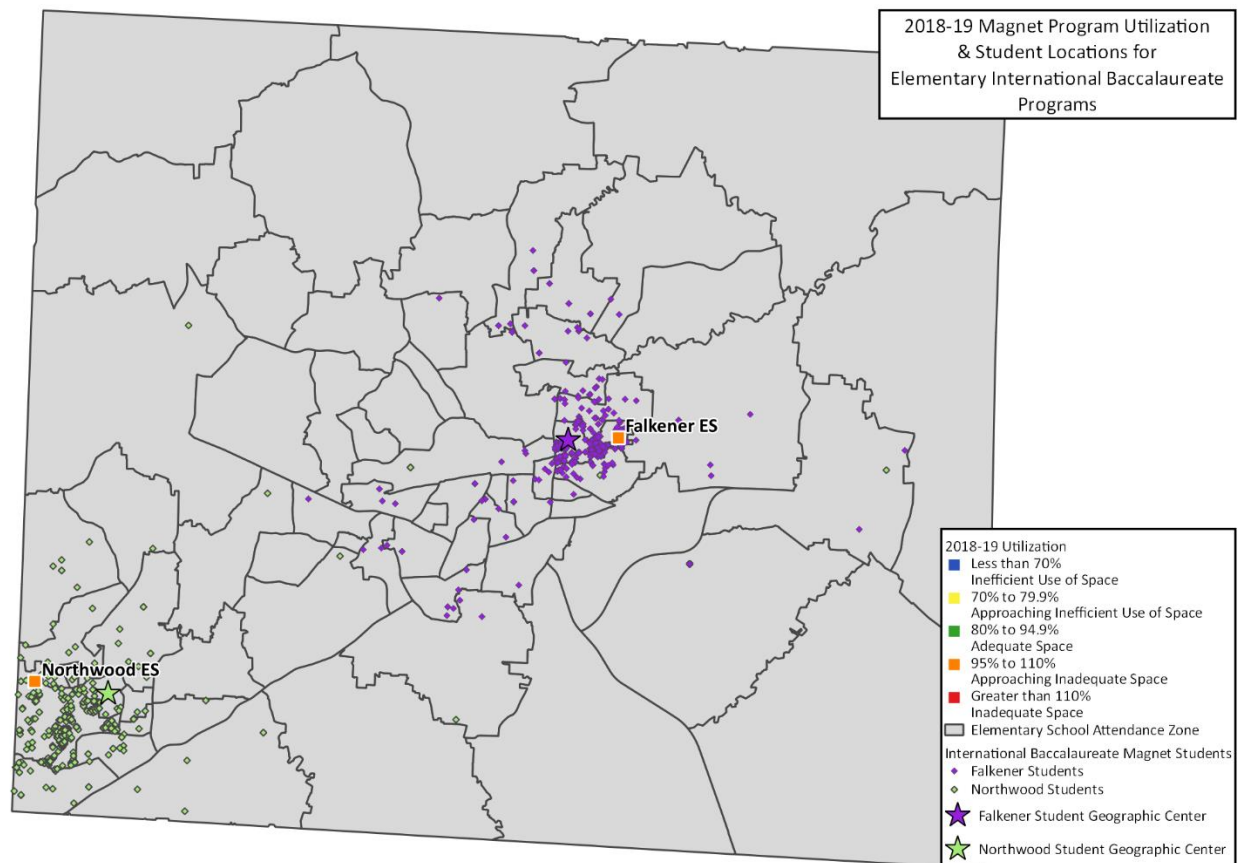 2018-19 Magnet Program Utilization
& Student Locations for
Elementary International Baccalaureate
Programs
Falkener ES
Northwood ES
2018-19 Utilization
Less than 70%
Inefficient Use of Space
70% to 79.9%
Approaching Inefficient Use of Space
80% to 94.9%
Adequate Space
95% to 110%
Approaching Inadequate Space
Greater than 110%
Inadequate Space
Elementary School Attendance Zone
International Baccalaureate Magnet Students
Falkener Students
Northwood Students
Falkener Student Geographic Center
Northwood Student Geographic Center